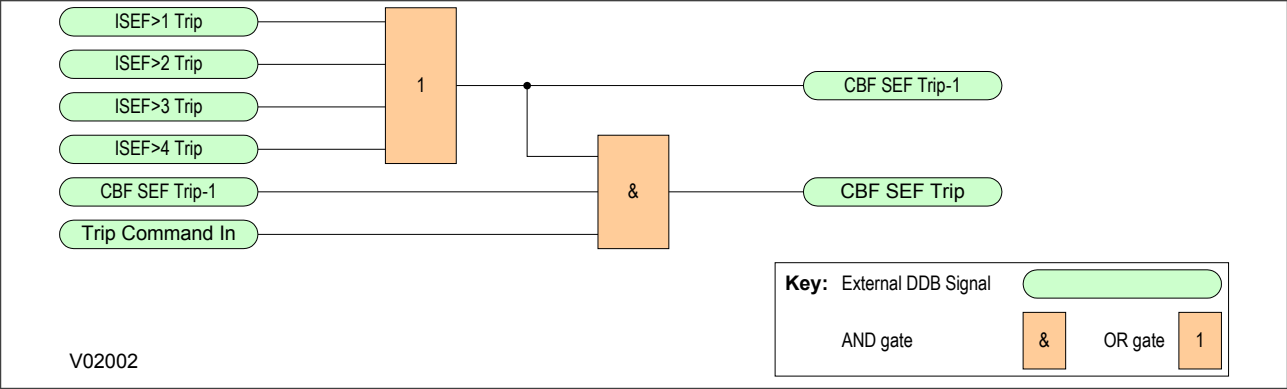 ISEF>1 Trip
ISEF>2 Trip
1
CBF SEF Trip-1
ISEF>3 Trip
ISEF>4 Trip
CBF SEF Trip-1
&
CBF SEF Trip
Trip Command In
Key: External DDB Signal
AND gate & OR gate 1
V02002